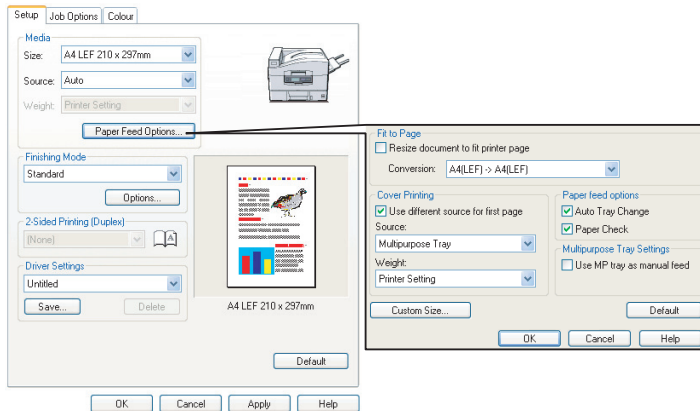 Setup
Job Options
Colour
Media
Size:
A4 LEF 210 x 297mm
Source:
Auto
Weight:
Printer Setting
Paper Feed Options...
Finishing Mode
Standard
Options...
2-Sided Printing (Duplex)
(None)
A
Driver Settings
Untitled
Save...
Delete
A4 LEF 210 x 297mm
Default
OK
Cancel
Apply
Help
Fit to Page
Resize document to fit printer page
Conversion:
A4(LEF) -> A4(LEF)
Cover Printing
Use different source for first page
Source:
Multipurpose Tray
Weight:
Printer Setting
Custom Size...
Paper feed options
Auto Tray Change
Paper Check
Multipurpose Tray Settings
Use MP tray as manual feed
Default
OK
Cancel
Help